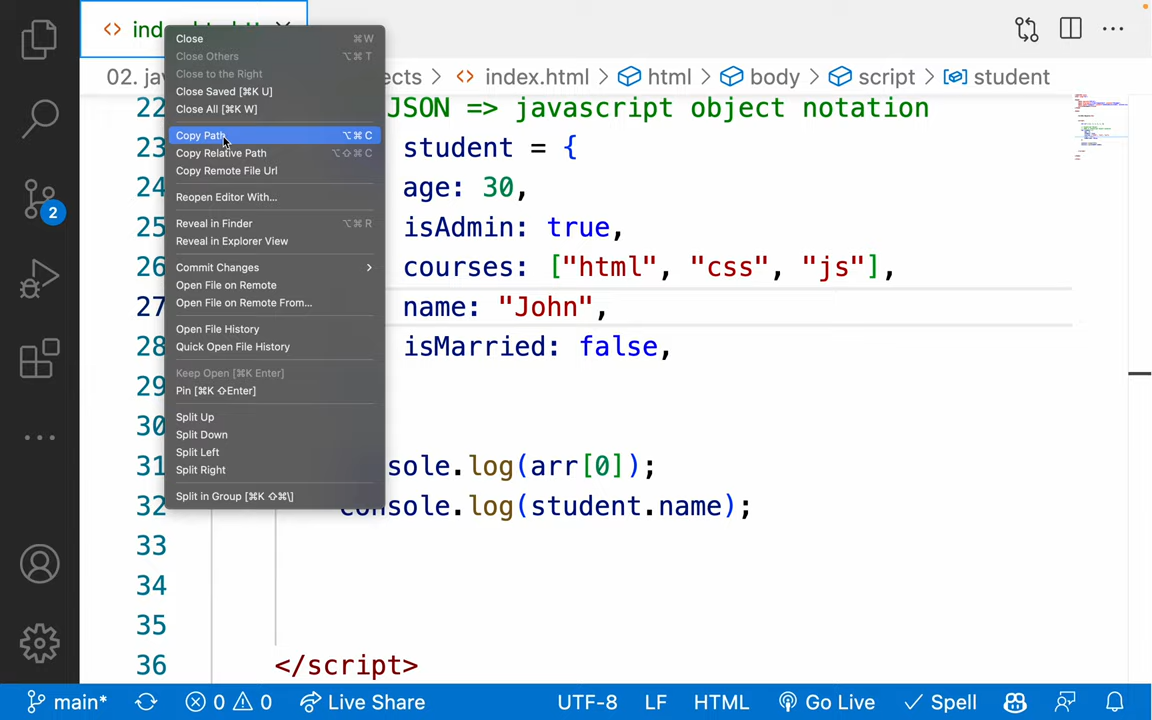 ind
Close ⌘W
Close Others ⌥⌘T
Close to the Right
Close Saved [⌘K U]
Close All [⌘K W]
Copy Path ⌥⌘C
Copy Relative Path ⌥⇧⌘C
Copy Remote File Url
Reopen Editor With...
Reveal in Finder ⌥⌘R
Reveal in Explorer View
Commit Changes >
Open File on Remote
Open File on Remote From...
Open File History
Quick Open File History
Keep Open [⌘K Enter]
Pin [⌘K ⇧Enter]
Split Up
Split Down
Split Left
Split Right
Split in Group [⌘K ⇧⌘\]
02. jav ects > <> index.html > html > body > script > student
22 JSON => javascript object notation
23 student = {
24 age: 30,
25 isAdmin: true,
26 courses: ["html", "css", "js"],
27 name: "John",
28 isMarried: false,
29
30
31 sole.log(arr[0]);
32 console.log(student.name);
33
34
35
36 </script>
2
main* 0 0 Live Share UTF-8 LF HTML Go Live Spell